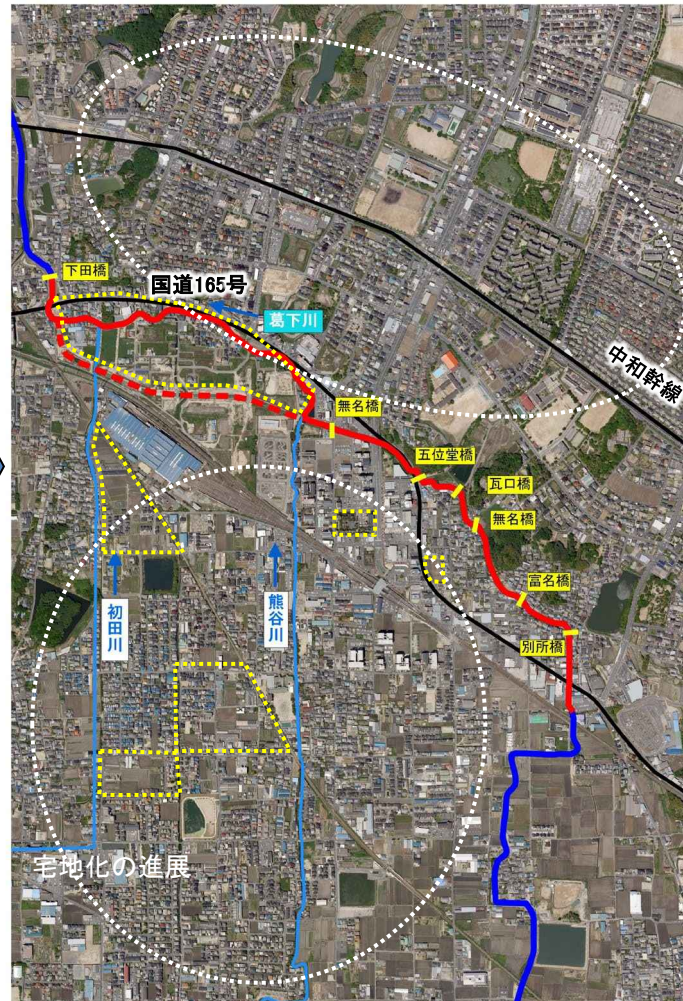 下田橋
国道165号
葛下川
中和幹線
無名橋
五位堂橋
瓦口橋
無名橋
富名橋
別所橋
初田川
熊谷川
宅地化の進展